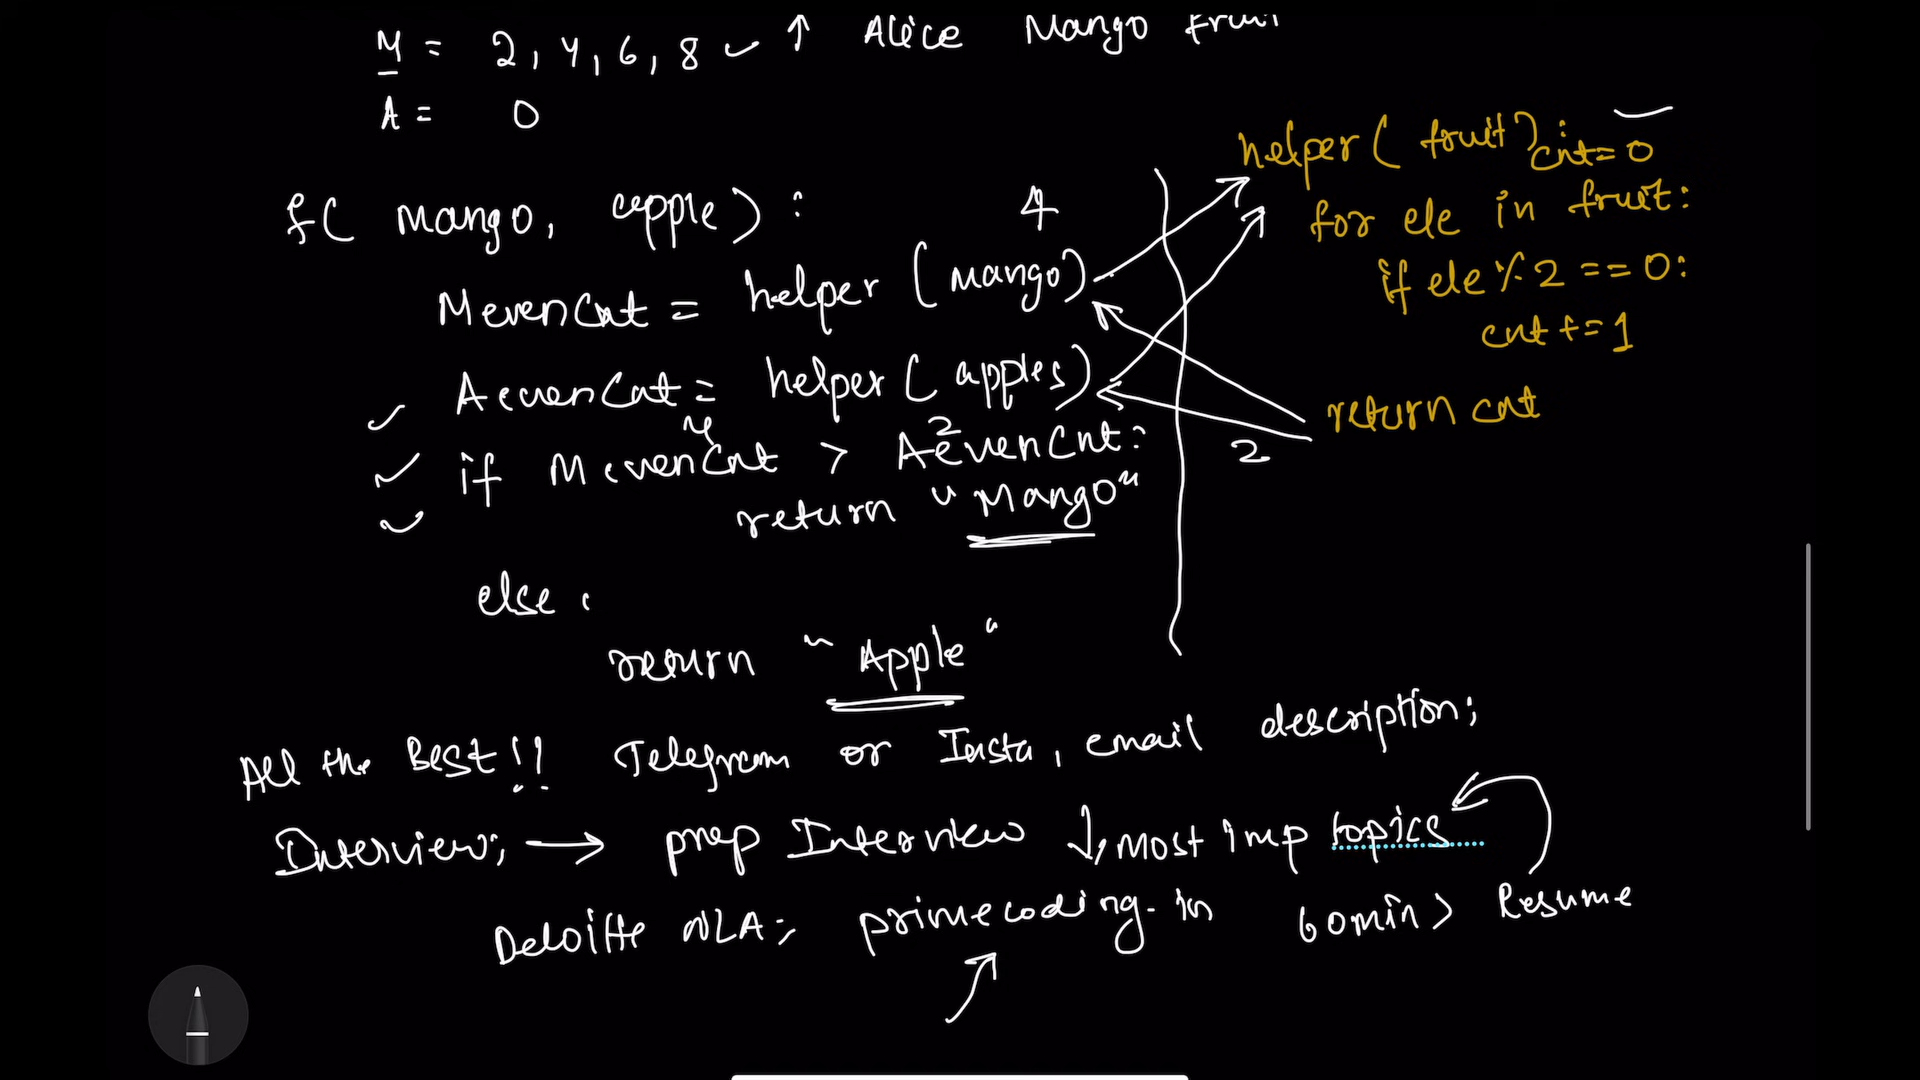 M = 2, 4, 6, 8 ↑ Alice Mango fruit
A = 0
f( mango, apple) :
4
MevenCnt = helper (mango)
AevenCnt = helper ( apples)
4 2
if MevenCnt > AevenCnt:
return "Mango"
else :
return "Apple"
helper( fruit): cnt=0
for ele in fruit:
if ele % 2 == 0:
cnt += 1
return cnt
2
All the Best!! Telegram or Insta, email description;
Interview; → prep Interview ↓, Most Imp topics
Deloitte NLA; primecoding.in 60min > Resume